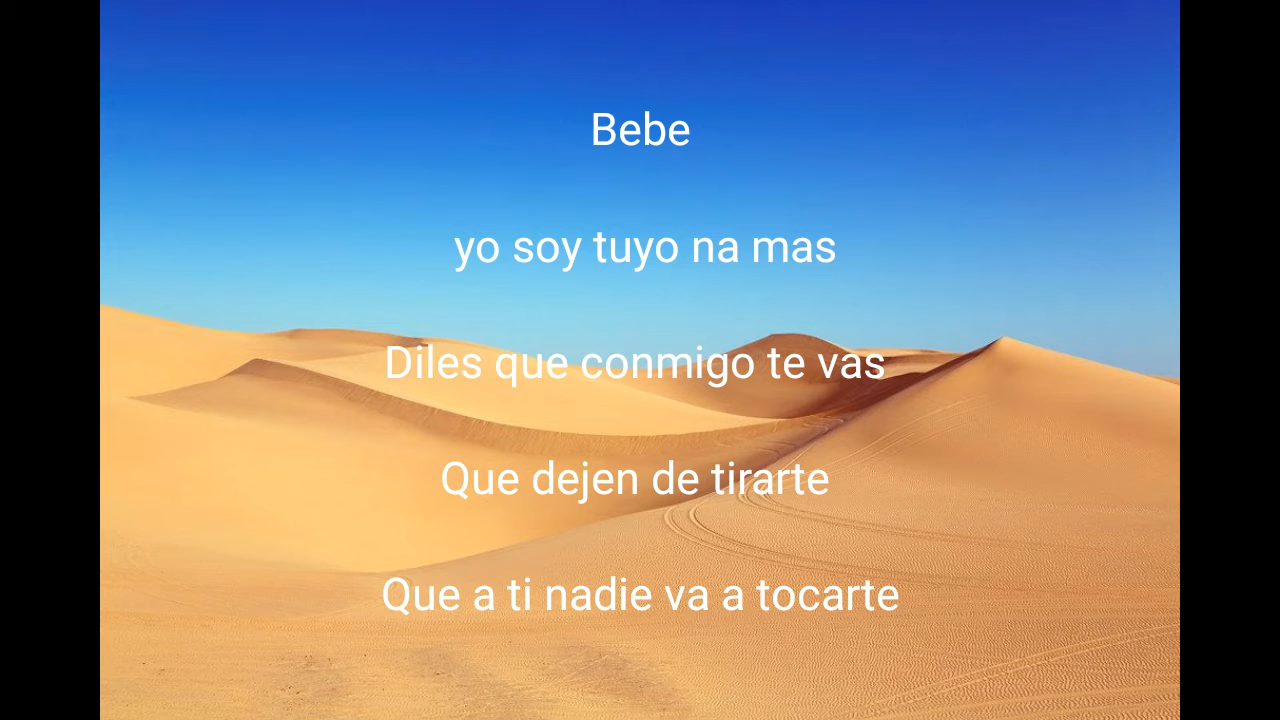 Bebe
yo soy tuyo na mas
Diles que conmigo te vas
Que dejen de tirarte
Que a ti nadie va a tocarte